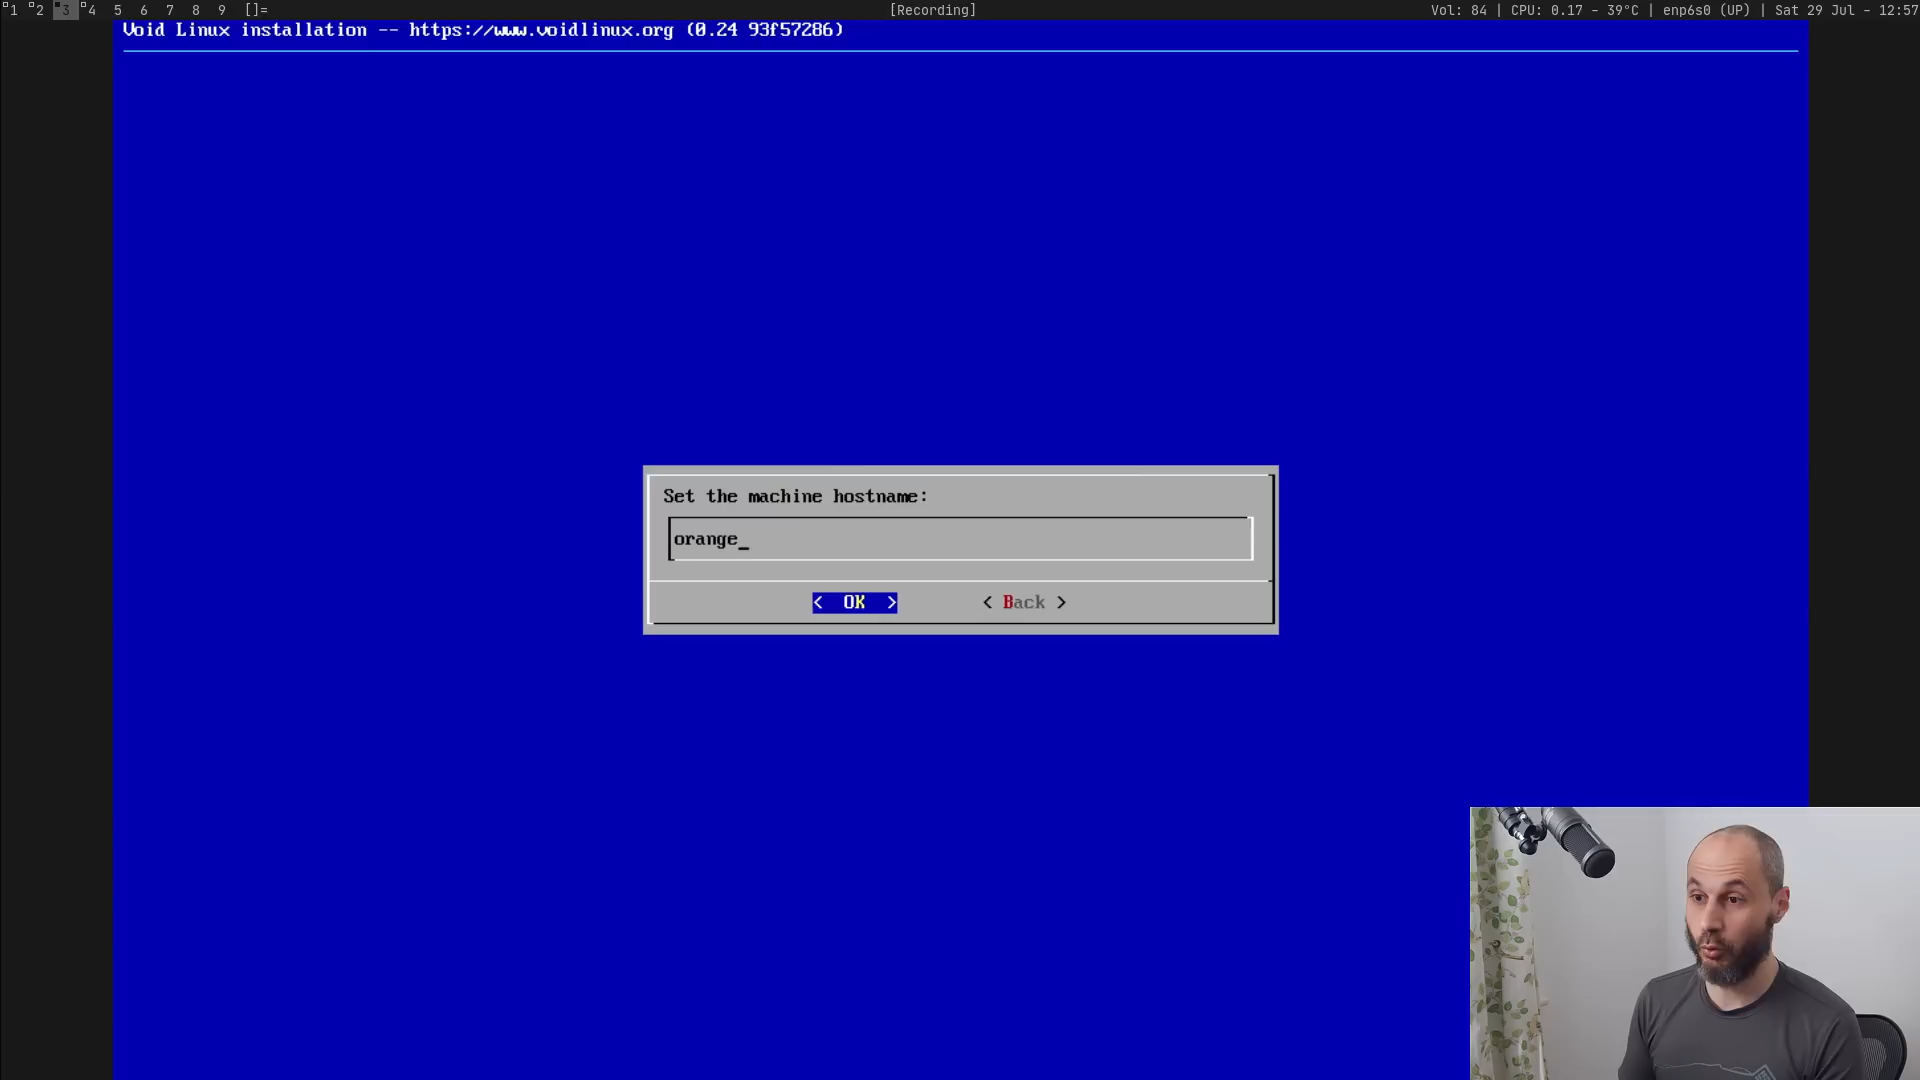 1 2 3 4 5 6 7 8 9 []= [Recording] Vol: 84 | CPU: 0.17 - 39°C | enp6s0 (UP) | Sat 29 Jul - 12:57
Void Linux installation -- https://www.voidlinux.org (0.24 93f57286)
Set the machine hostname:
orange_
< OK > < Back >